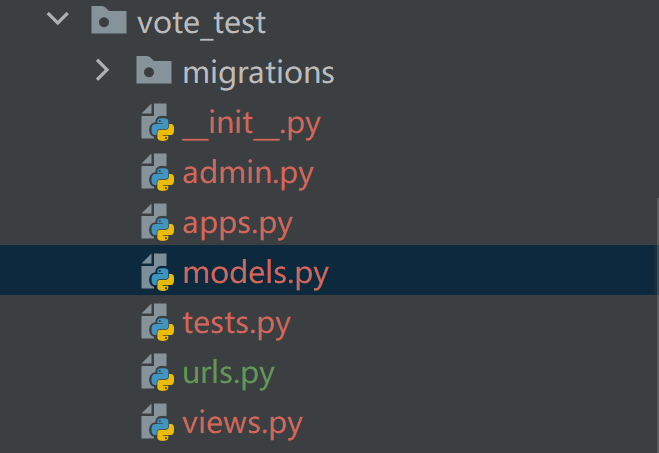 vote_test
migrations
__init__.py
admin.py
apps.py
models.py
tests.py
urls.py
views.py